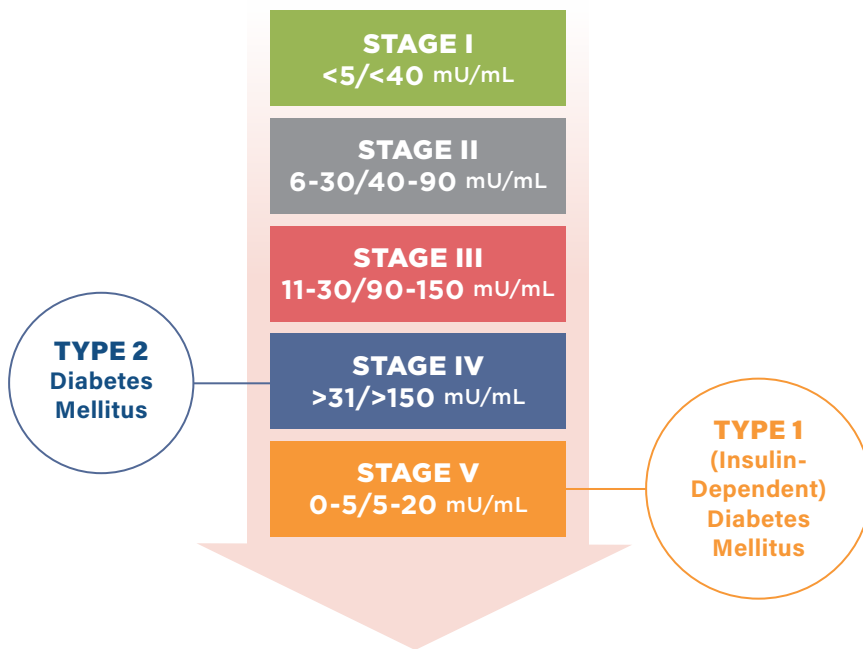 STAGE I
<5/<40 mU/mL
STAGE II
6-30/40-90 mU/mL
STAGE III
11-30/90-150 mU/mL
TYPE 2
Diabetes
Mellitus
STAGE IV
>31/>150 mU/mL
STAGE V
0-5/5-20 mU/mL
TYPE 1
(Insulin-
Dependent)
Diabetes
Mellitus